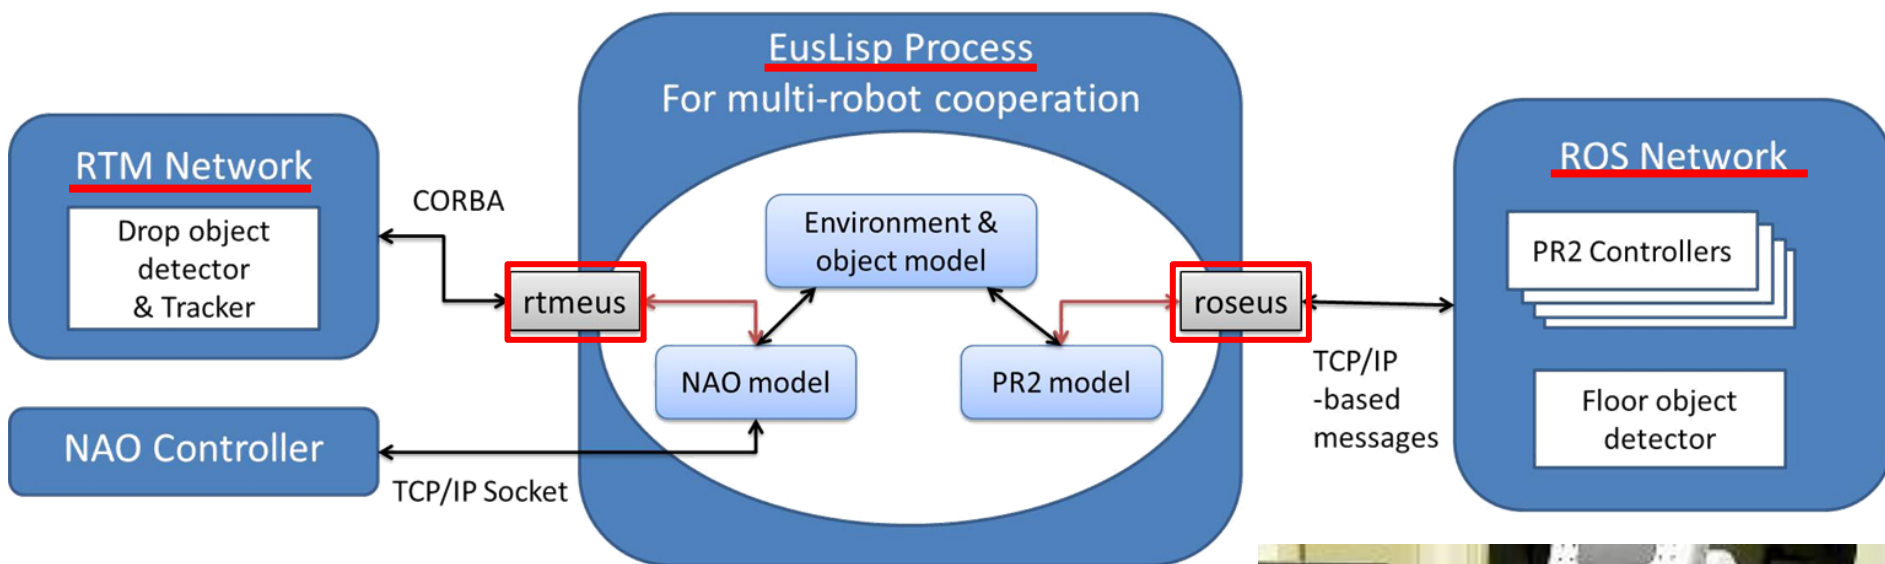 EusLisp Process
For multi-robot cooperation
RTM Network
Drop object
detector
& Tracker
CORBA
rtmeus
Environment &
object model
NAO model
PR2 model
roseus
TCP/IP
-based
messages
ROS Network
PR2 Controllers
Floor object
detector
NAO Controller
TCP/IP Socket